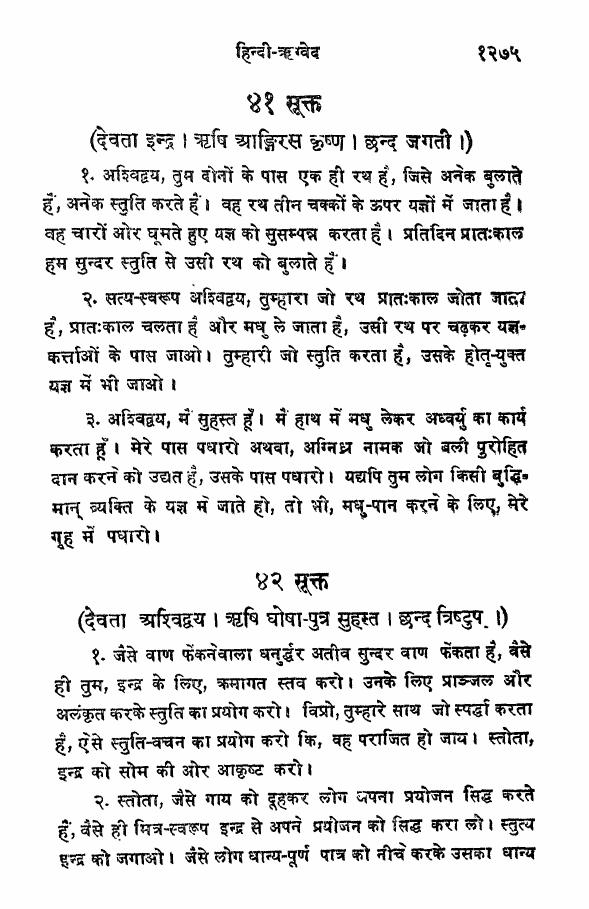 हिन्दी-ऋग्वेद १२७५
४१ सूक्त
(देवता इन्द्र । ऋषि आङ्गिरस कृष्ण । छन्द जगती ।)
१. अश्विद्वय, तुम दोनों के पास एक ही रथ है, जिसे अनेक बुलाते
हैं, अनेक स्तुति करते हैं। वह रथ तीन चक्कों के ऊपर यज्ञों में जाता है।
वह चारों ओर घूमते हुए यज्ञ को सुसम्पन्न करता है। प्रतिदिन प्रातःकाल
हम सुन्दर स्तुति से उसी रथ को बुलाते हैं।
२. सत्य-स्वरूप अश्विद्वय, तुम्हारा जो रथ प्रातःकाल जोता जाता
है, प्रातःकाल चलता है और मधु ले जाता है, उसी रथ पर चढ़कर यज्ञ-
कर्त्ताओं के पास जाओ। तुम्हारी जो स्तुति करता है, उसके होतृ-युक्त
यज्ञ में भी जाओ।
३. अश्विद्वय, मैं सुहस्त हूँ। मैं हाथ में मधु लेकर अध्वर्यु का कार्य
करता हूँ। मेरे पास पधारो अथवा, अग्निध्र नामक जो बली पुरोहित
दान करने को उद्यत है, उसके पास पधारो। यद्यपि तुम लोग किसी बुद्धि-
मान् व्यक्ति के यज्ञ में जाते हो, तो भी, मधु-पान करने के लिए, मेरे
गृह में पधारो।
४२ सूक्त
(देवता अश्विद्वय । ऋषि घोषा-पुत्र सुहस्त । छन्द त्रिष्टुप् ।)
१. जैसे वाण फेंकनेवाला धनुर्द्धर अतीव सुन्दर वाण फेंकता है, वैसे
ही तुम, इन्द्र के लिए, क्रमागत स्तव करो। उनके लिए प्राञ्जल और
अलंकृत करके स्तुति का प्रयोग करो। विप्रो, तुम्हारे साथ जो स्पर्द्धा करता
है, ऐसे स्तुति-वचन का प्रयोग करो कि, वह पराजित हो जाय। स्तोता,
इन्द्र को सोम की ओर आकृष्ट करो।
२. स्तोता, जैसे गाय को दूहकर लोग अपना प्रयोजन सिद्ध करते
हैं, वैसे ही मित्र-स्वरूप इन्द्र से अपने प्रयोजन को सिद्ध करा लो। स्तुत्य
इन्द्र को जगाओ। जैसे लोग धान्य-पूर्ण पात्र को नीचे करके उसका धान्य